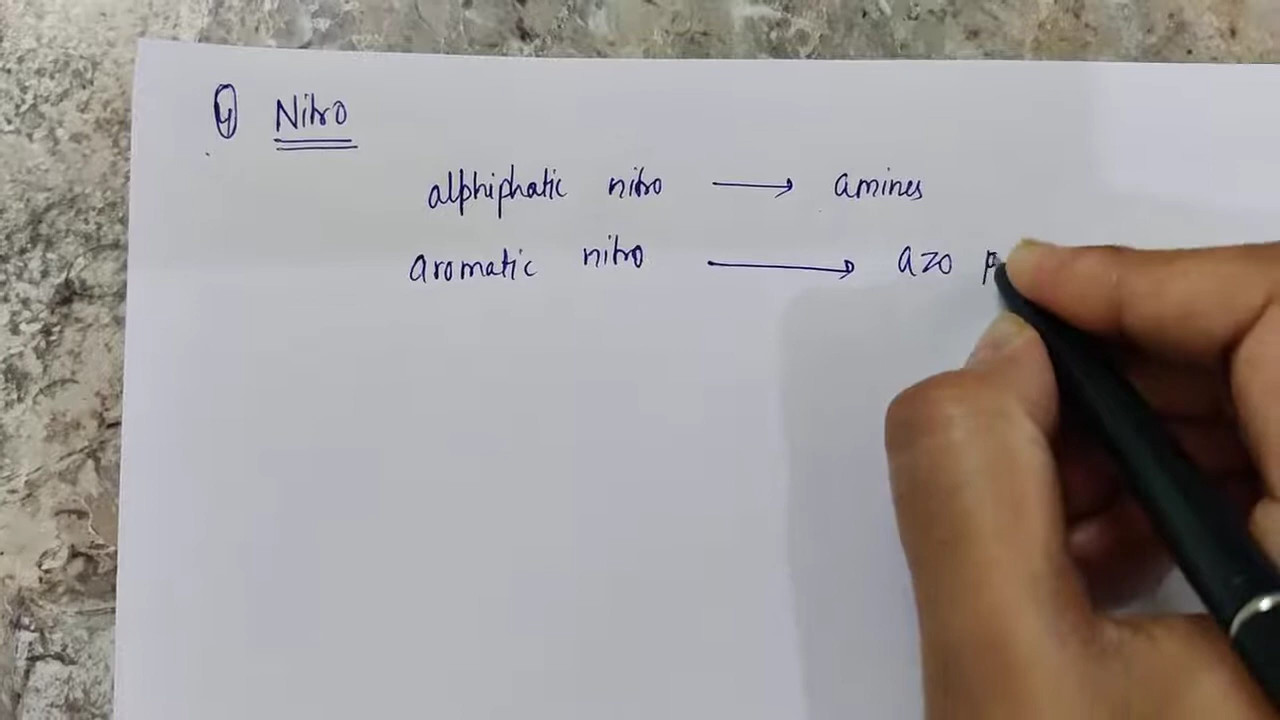 ④ Nitro
alphiphatic nitro → amines
aromatic nitro → azo p